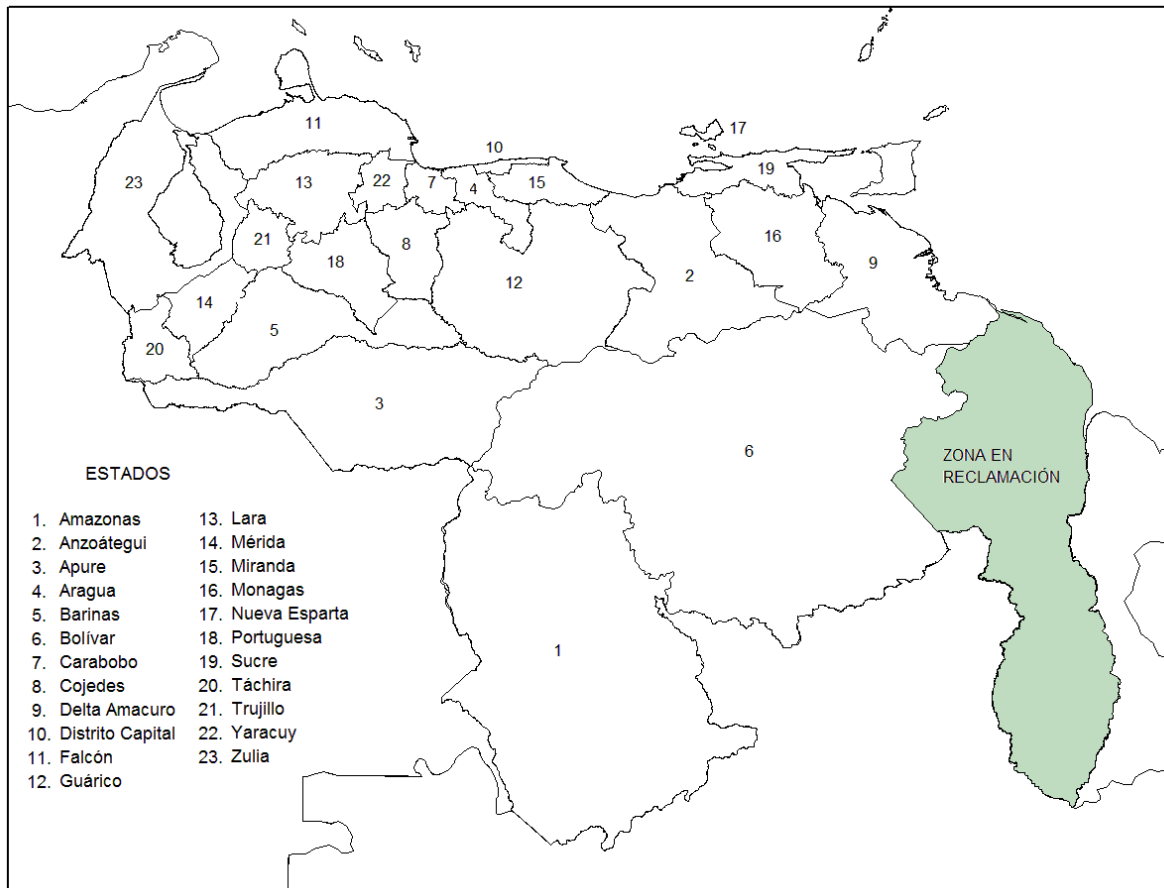 11
10
17
23
13
22
7
4
15
19
21
8
16
18
12
2
9
14
5
20
3
6
ZONA EN
RECLAMACIÓN
1
ESTADOS
1. Amazonas
2. Anzoátegui
3. Apure
4. Aragua
5. Barinas
6. Bolívar
7. Carabobo
8. Cojedes
9. Delta Amacuro
10. Distrito Capital
11. Falcón
12. Guárico
13. Lara
14. Mérida
15. Miranda
16. Monagas
17. Nueva Esparta
18. Portuguesa
19. Sucre
20. Táchira
21. Trujillo
22. Yaracuy
23. Zulia